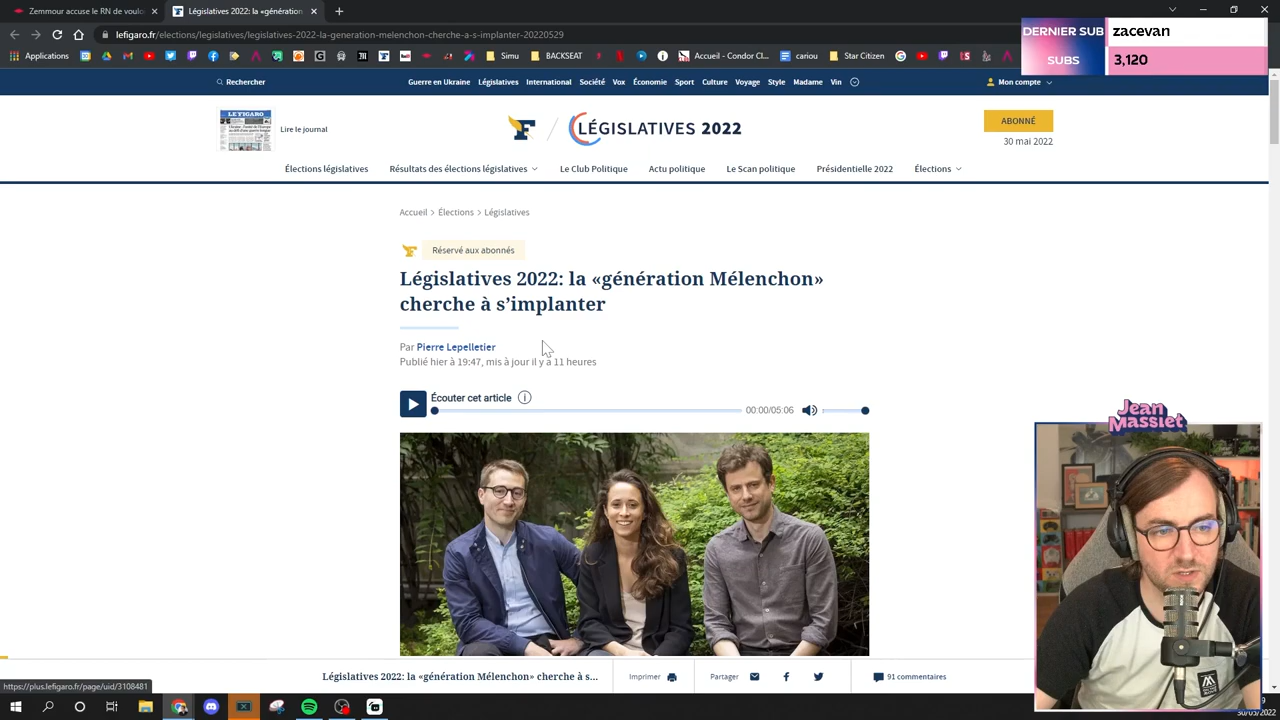 de rouler le RN
lefigaro.fr/elections/legislatives/legislatives-2022-la-generation-melenchon-cherche-a-s-implanter-20220529
DERNIER SUB
zacevan
SUBS
3,120
Applications
Simu
BACKSEAT
Accueil - Condor Cl...
cariou
Star Citizen
Rechercher
Guerre en Ukraine
Législatives
International
Société
Vox
Économie
Sport
Culture
Voyage
Style
Madame
Vin
Mon compte
LE FIGARO
Lire le journal
F
LÉGISLATIVES 2022
ABONNÉ
30 mai 2022
Élections législatives
Résultats des élections législatives
Le Club Politique
Actu politique
Le Scan politique
Présidentielle 2022
Élections
Accueil > Élections > Législatives
Réservé aux abonnés
Législatives 2022: la «génération Mélenchon»
cherche à s'implanter
Par Pierre Lepelletier
Publié hier à 19:47, mis à jour il y a 11 heures
Écouter cet article
00:00/05:06
Jean
Massiet
Législatives 2022: la «génération Mélenchon» cherche à s...
Imprimer
Partager
91 commentaires
https://plus.lefigaro.fr/page/uid/3108481
30/05/2022